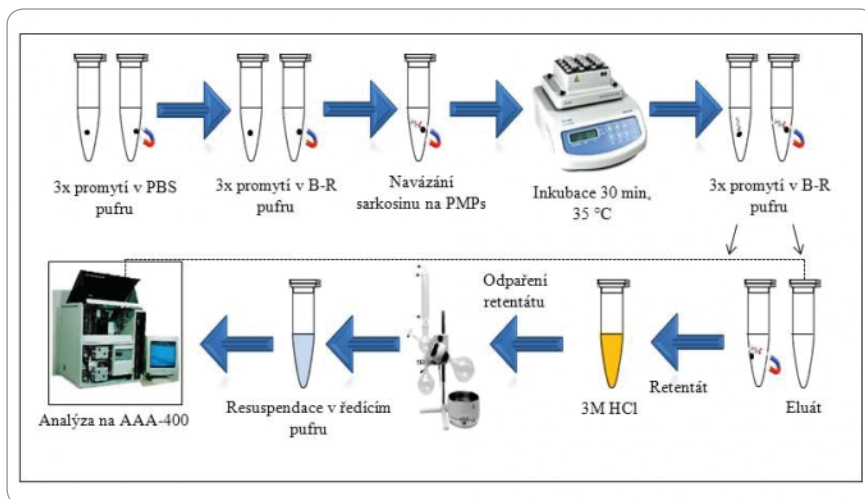 3x promytí v PBS
pufru
3x promytí v B-R
pufru
Navázání
sarkosinu na PMPs
Inkubace 30 min,
35 °C
3x promytí v B-R
pufru
Odpaření
retentátu
Analýza na AAA-400
Resuspendace v ředícím
pufru
3M HCl
Retentát
Eluát